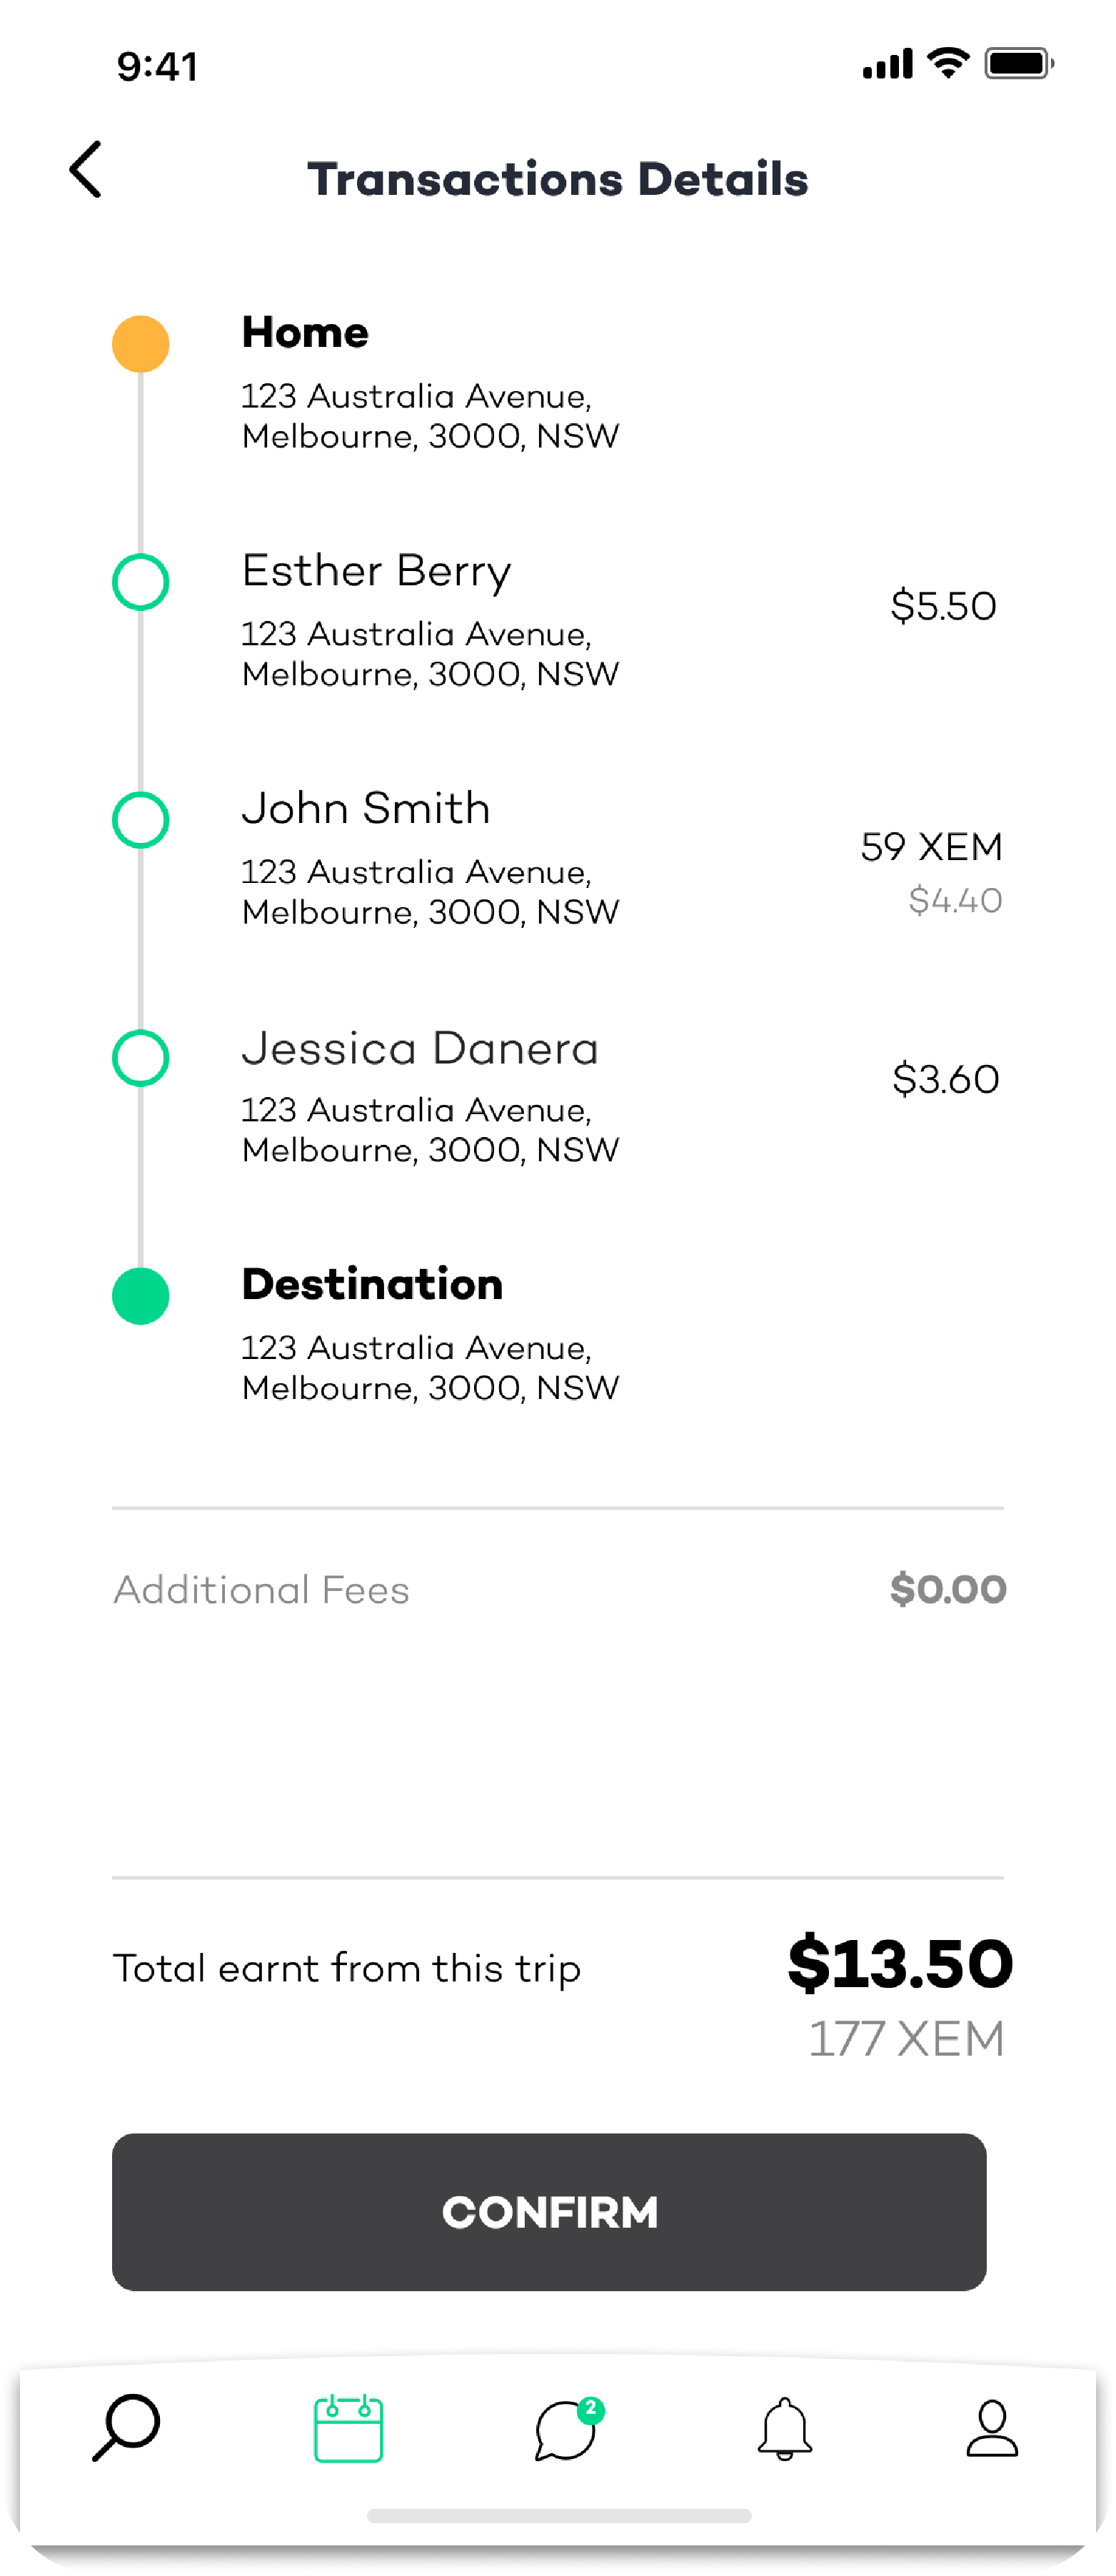 9:41
Transactions Details
Home
123 Australia Avenue,
Melbourne, 3000, NSW
Esther Berry
123 Australia Avenue,
Melbourne, 3000, NSW
$5.50
John Smith
123 Australia Avenue,
Melbourne, 3000, NSW
59 XEM
$4.40
Jessica Danera
123 Australia Avenue,
Melbourne, 3000, NSW
$3.60
Destination
123 Australia Avenue,
Melbourne, 3000, NSW
Additional Fees $0.00
Total earnt from this trip $13.50
177 XEM
CONFIRM
2